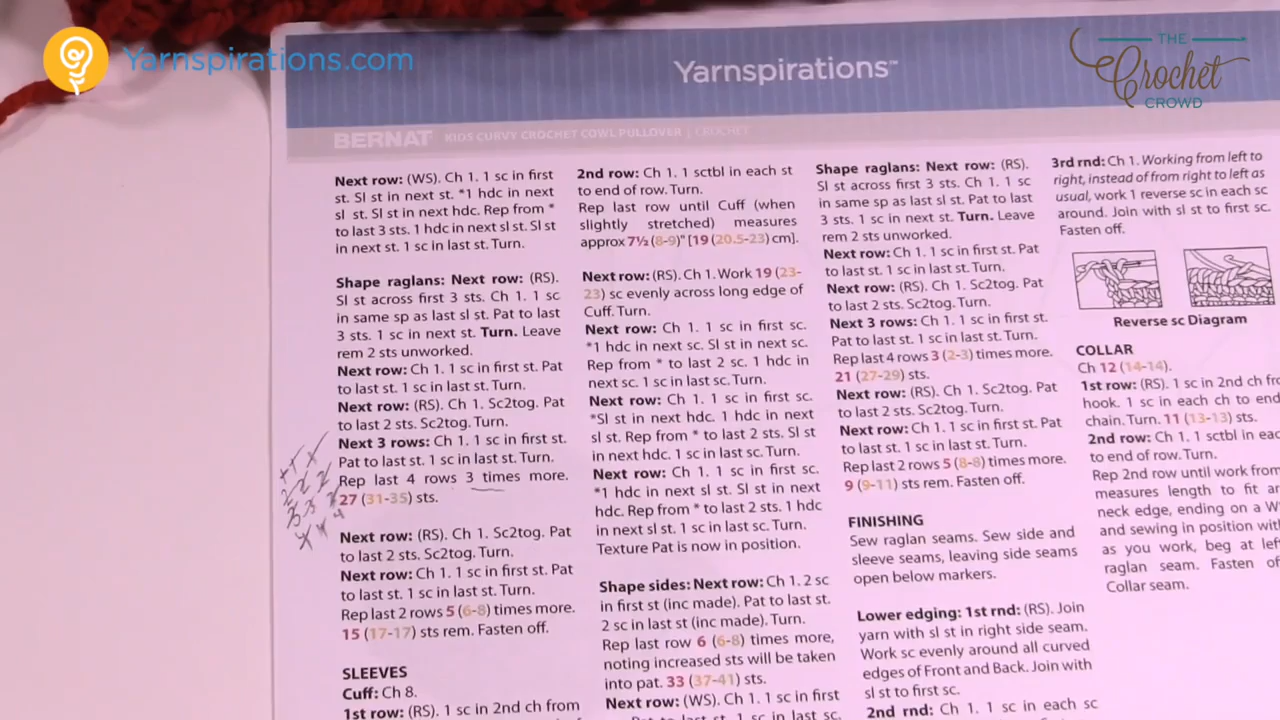 Yarnspirations.com
THE
Crochet
CROWD
Yarnspirations™
BERNAT KIDS CURVY CROCHET COWL PULLOVER | CROCHET
Next row: (WS). Ch 1. 1 sc in first
st. Sl st in next st. *1 hdc in next
sl st. Sl st in next hdc. Rep from *
to last 3 sts. 1 hdc in next sl st. Sl st
in next st. 1 sc in last st. Turn.
Shape raglans: Next row: (RS).
Sl st across first 3 sts. Ch 1. 1 sc
in same sp as last sl st. Pat to last
3 sts. 1 sc in next st. Turn. Leave
rem 2 sts unworked.
Next row: Ch 1. 1 sc in first st. Pat
to last st. 1 sc in last st. Turn.
Next row: (RS). Ch 1. Sc2tog. Pat
to last 2 sts. Sc2tog. Turn.
Next 3 rows: Ch 1. 1 sc in first st.
Pat to last st. 1 sc in last st. Turn.
Rep last 4 rows 3 times more.
27 (31-35) sts.
Next row: (RS). Ch 1. Sc2tog. Pat
to last 2 sts. Sc2tog. Turn.
Next row: Ch 1. 1 sc in first st. Pat
to last st. 1 sc in last st. Turn.
Rep last 2 rows 5 (6-8) times more.
15 (17-17) sts rem. Fasten off.
SLEEVES
Cuff: Ch 8.
1st row: (RS). 1 sc in 2nd ch from
2nd row: Ch 1. 1 sctbl in each st
to end of row. Turn.
Rep last row until Cuff (when
slightly stretched) measures
approx 7½ (8-9)" [19 (20.5-23) cm].
Next row: (RS). Ch 1. Work 19 (23-
23) sc evenly across long edge of
Cuff. Turn.
Next row: Ch 1. 1 sc in first sc.
*1 hdc in next sc. Sl st in next sc.
Rep from * to last 2 sc. 1 hdc in
next sc. 1 sc in last sc. Turn.
Next row: Ch 1. 1 sc in first sc.
*Sl st in next hdc. 1 hdc in next
sl st. Rep from * to last 2 sts. Sl st
in next hdc. 1 sc in last sc. Turn.
Next row: Ch 1. 1 sc in first sc.
*1 hdc in next sl st. Sl st in next
hdc. Rep from * to last 2 sts. 1 hdc
in next sl st. 1 sc in last sc. Turn.
Texture Pat is now in position.
Shape sides: Next row: Ch 1. 2 sc
in first st (inc made). Pat to last st.
2 sc in last st (inc made). Turn.
Rep last row 6 (6-8) times more,
noting increased sts will be taken
into pat. 33 (37-41) sts.
Next row: (WS). Ch 1. 1 sc in first
Shape raglans: Next row: (RS).
Sl st across first 3 sts. Ch 1. 1 sc
in same sp as last sl st. Pat to last
3 sts. 1 sc in next st. Turn. Leave
rem 2 sts unworked.
Next row: Ch 1. 1 sc in first st. Pat
to last st. 1 sc in last st. Turn.
Next row: (RS). Ch 1. Sc2tog. Pat
to last 2 sts. Sc2tog. Turn.
Next 3 rows: Ch 1. 1 sc in first st.
Pat to last st. 1 sc in last st. Turn.
Rep last 4 rows 3 (2-3) times more.
21 (27-29) sts.
Next row: (RS). Ch 1. Sc2tog. Pat
to last 2 sts. Sc2tog. Turn.
Next row: Ch 1. 1 sc in first st. Pat
to last st. 1 sc in last st. Turn.
Rep last 2 rows 5 (8-8) times more.
9 (9-11) sts rem. Fasten off.
FINISHING
Sew raglan seams. Sew side and
sleeve seams, leaving side seams
open below markers.
Lower edging: 1st rnd: (RS). Join
yarn with sl st in right side seam.
Work sc evenly around all curved
edges of Front and Back. Join with
sl st to first sc.
2nd rnd: Ch 1. 1 sc in each sc
3rd rnd: Ch 1. Working from left to
right, instead of from right to left as
usual, work 1 reverse sc in each sc
around. Join with sl st to first sc.
Fasten off.
Reverse sc Diagram
COLLAR
Ch 12 (14-14).
1st row: (RS). 1 sc in 2nd ch fro
hook. 1 sc in each ch to end
chain. Turn. 11 (13-13) sts.
2nd row: Ch 1. 1 sctbl in eac
to end of row. Turn.
Rep 2nd row until work from
measures length to fit ar
neck edge, ending on a W
and sewing in position with
as you work, beg at left
raglan seam. Fasten of
Collar seam.